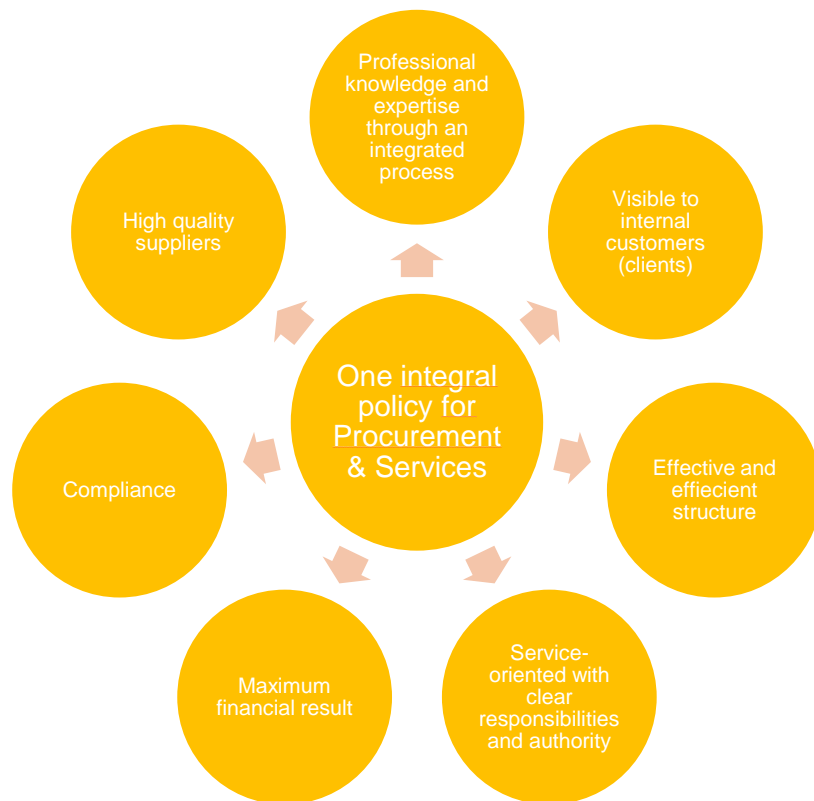 Professional
knowledge and
expertise
through an
integrated
process
Visible to
internal
customers
(clients)
High quality
suppliers
One integral
policy for
Procurement
& Services
Compliance
Effective and
effiecient
structure
Maximum
financial result
Service-
oriented with
clear
responsibilities
and authority